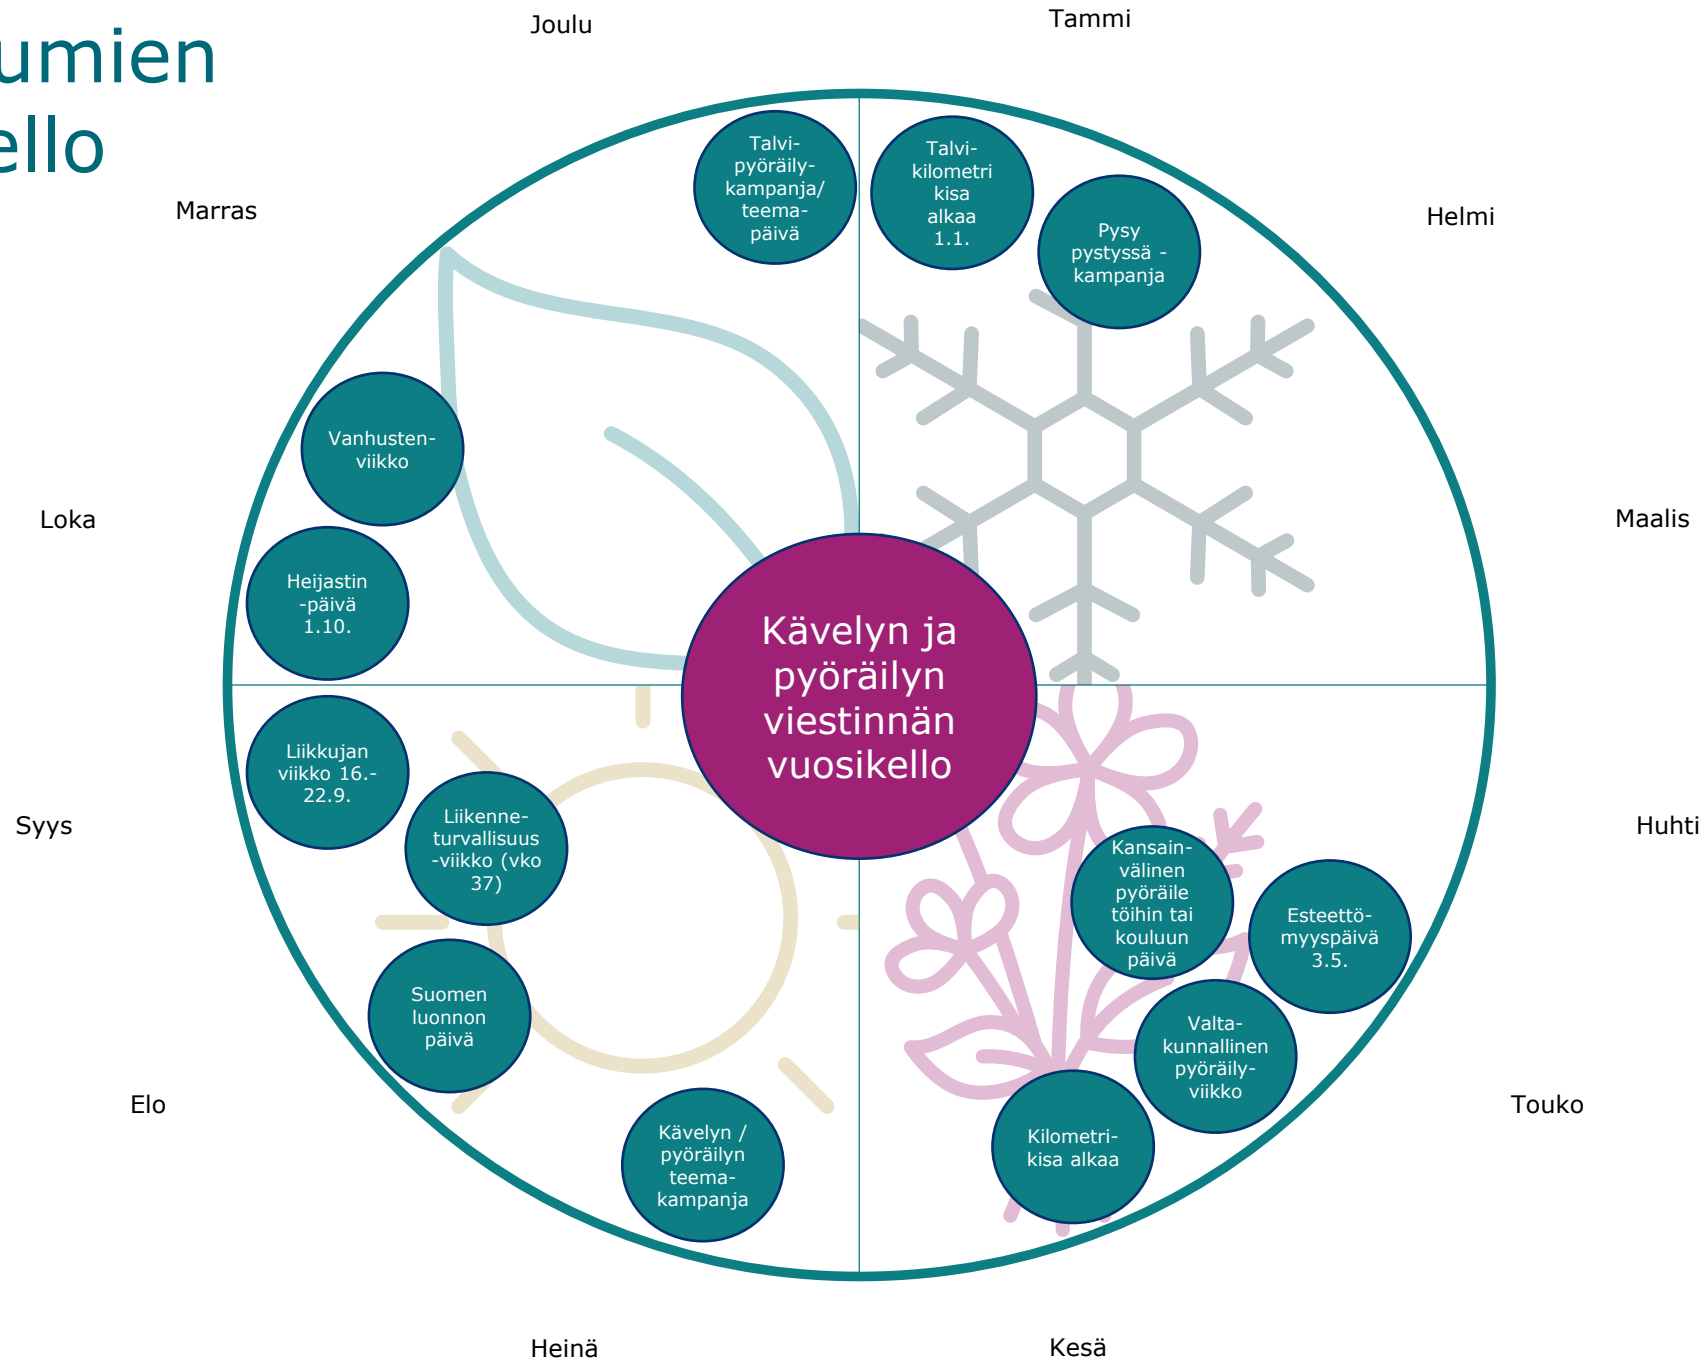 umien
ello
Joulu
Tammi
Marras
Helmi
Loka
Maalis
Syys
Huhti
Elo
Touko
Heinä
Kesä
Talvi-
pyöräily-
kampanja/
teema-
päivä
Talvi-
kilometri
kisa
alkaa
1.1.
Pysy
pystyssä -
kampanja
Vanhusten-
viikko
Heijastin
-päivä
1.10.
Kävelyn ja
pyöräilyn
viestinnän
vuosikello
Liikkujan
viikko 16.-
22.9.
Liikenne-
turvallisuus
-viikko (vko
37)
Suomen
luonnon
päivä
Kävelyn /
pyöräilyn
teema-
kampanja
Kansain-
välinen
pyöräile
töihin tai
kouluun
päivä
Esteettö-
myyspäivä
3.5.
Valta-
kunnallinen
pyöräily-
viikko
Kilometri-
kisa alkaa